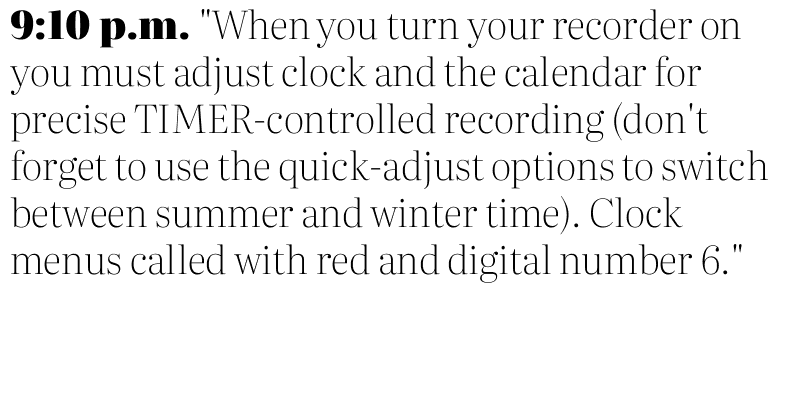 9:10 p.m. "When you turn your recorder on
you must adjust clock and the calendar for
precise TIMER-controlled recording (don't
forget to use the quick-adjust options to switch
between summer and winter time). Clock
menus called with red and digital number 6."